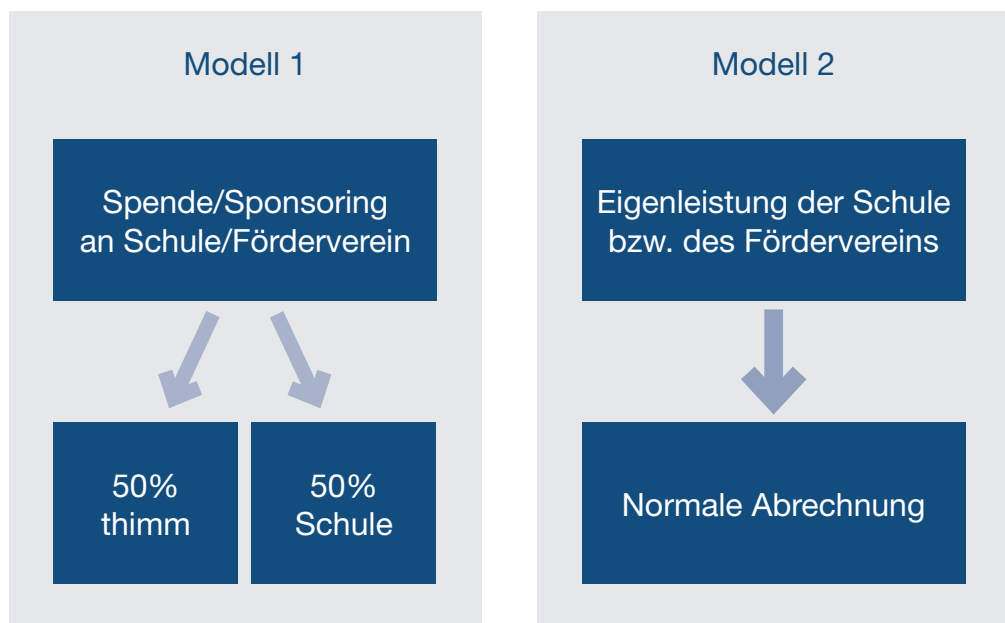 Modell 1
Spende/Sponsoring
an Schule/Förderverein
50%
thimm
50%
Schule
Modell 2
Eigenleistung der Schule
bzw. des Fördervereins
Normale Abrechnung